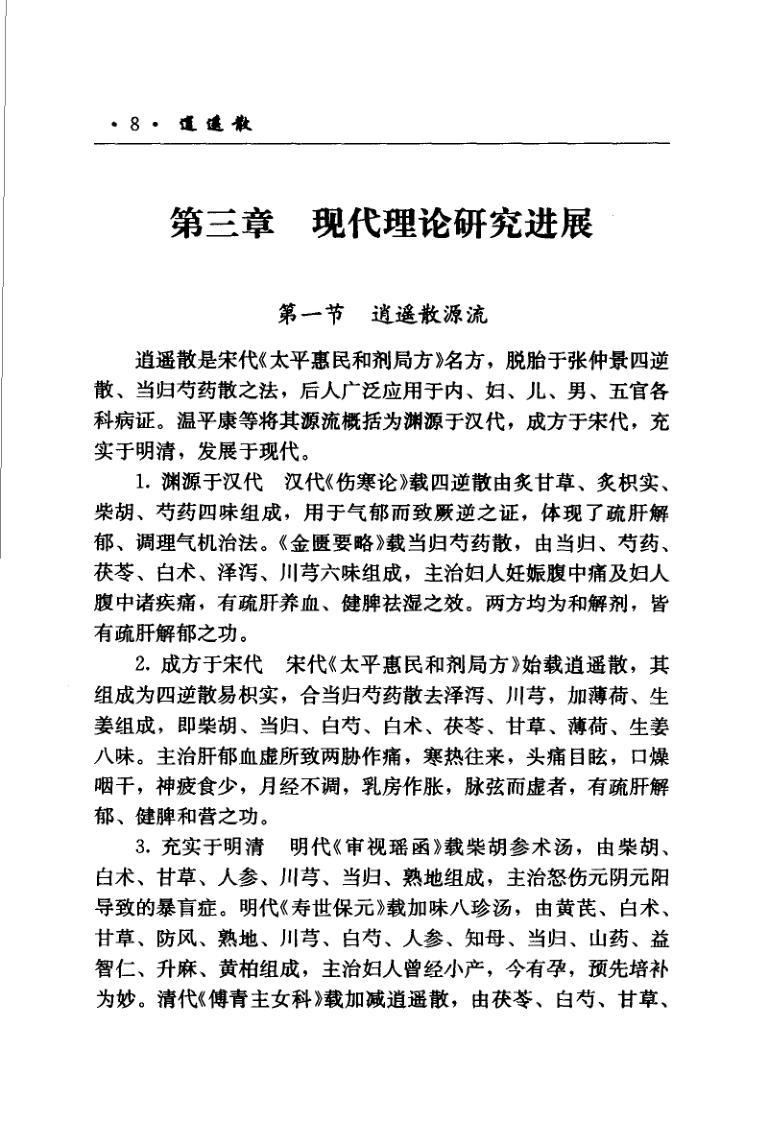 ·8· 逍遥散
第三章 现代理论研究进展
第一节 逍遥散源流
逍遥散是宋代《太平惠民和剂局方》名方，脱胎于张仲景四逆
散、当归芍药散之法，后人广泛应用于内、妇、儿、男、五官各
科病证。温平康等将其源流概括为渊源于汉代，成方于宋代，充
实于明清，发展于现代。
1. 渊源于汉代 汉代《伤寒论》载四逆散由炙甘草、炙枳实、
柴胡、芍药四味组成，用于气郁而致厥逆之证，体现了疏肝解
郁、调理气机治法。《金匮要略》载当归芍药散，由当归、芍药、
茯苓、白术、泽泻、川芎六味组成，主治妇人妊娠腹中痛及妇人
腹中诸疾痛，有疏肝养血、健脾祛湿之效。两方均为和解剂，皆
有疏肝解郁之功。
2. 成方于宋代 宋代《太平惠民和剂局方》始载逍遥散，其
组成为四逆散易枳实，合当归芍药散去泽泻、川芎，加薄荷、生
姜组成，即柴胡、当归、白芍、白术、茯苓、甘草、薄荷、生姜
八味。主治肝郁血虚所致两胁作痛，寒热往来，头痛目眩，口燥
咽干，神疲食少，月经不调，乳房作胀，脉弦而虚者，有疏肝解
郁、健脾和营之功。
3. 充实于明清 明代《审视瑶函》载柴胡参术汤，由柴胡、
白术、甘草、人参、川芎、当归、熟地组成，主治怒伤元阴元阳
导致的暴盲症。明代《寿世保元》载加味八珍汤，由黄芪、白术、
甘草、防风、熟地、川芎、白芍、人参、知母、当归、山药、益
智仁、升麻、黄柏组成，主治妇人曾经小产，今有孕，预先培补
为妙。清代《傅青主女科》载加减逍遥散，由茯苓、白芍、甘草、